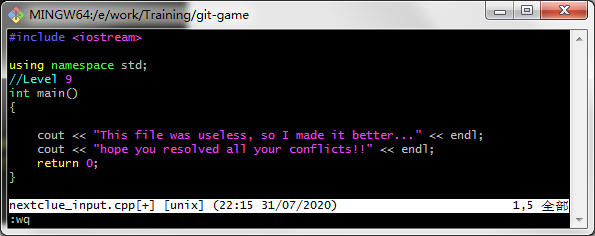 MINGW64:/e/work/Training/git-game
#include <iostream>
using namespace std;
//Level 9
int main()
{
cout << "This file was useless, so I made it better..." << endl;
cout << "hope you resolved all your conflicts!!" << endl;
return 0;
}
nextclue_input.cpp[+] [unix] (22:15 31/07/2020) 1,5 全部
:wq